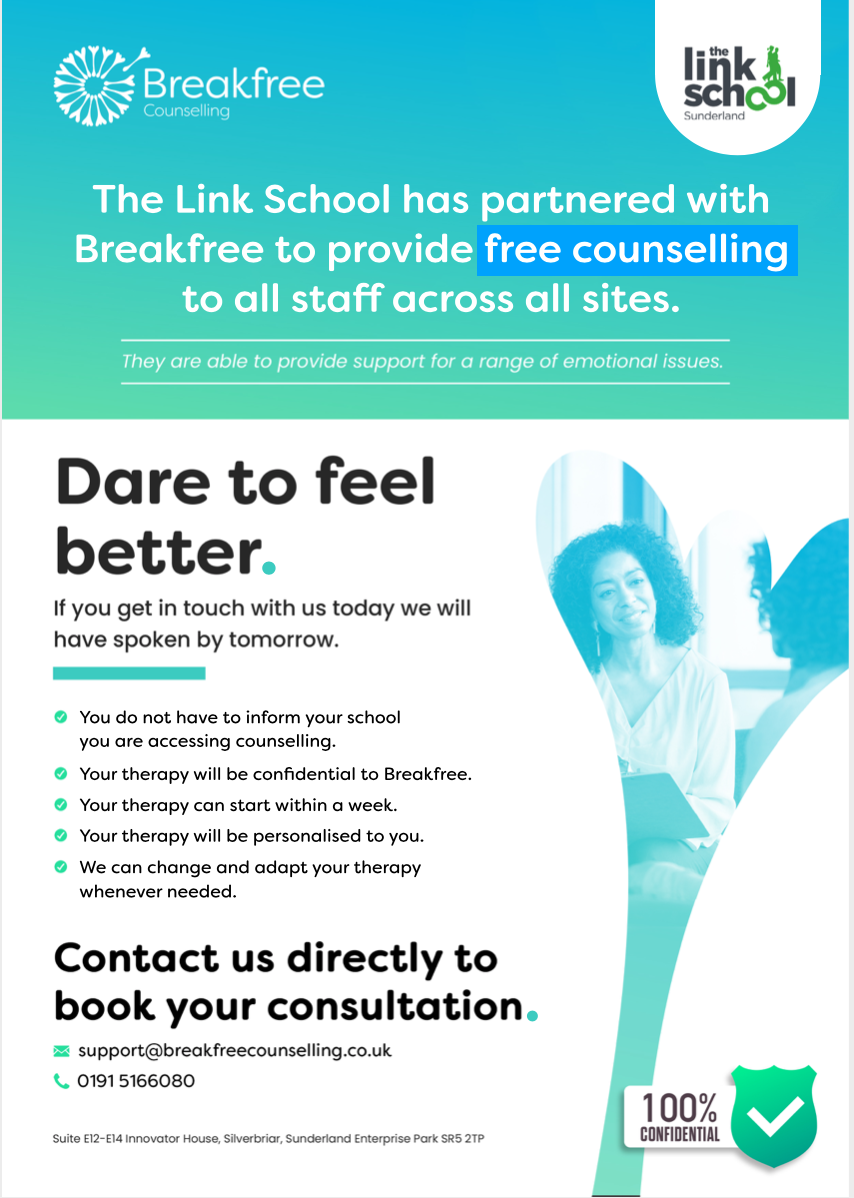 Breakfree
Counselling
the
link
school
Sunderland
The Link School has partnered with
Breakfree to provide free counselling
to all staff across all sites.
They are able to provide support for a range of emotional issues.
Dare to feel
better.
If you get in touch with us today we will
have spoken by tomorrow.
You do not have to inform your school
you are accessing counselling.
Your therapy will be confidential to Breakfree.
Your therapy can start within a week.
Your therapy will be personalised to you.
We can change and adapt your therapy
whenever needed.
Contact us directly to
book your consultation.
support@breakfreecounselling.co.uk
0191 5166080
Suite E12-E14 Innovator House, Silverbriar, Sunderland Enterprise Park SR5 2TP
100%
CONFIDENTIAL